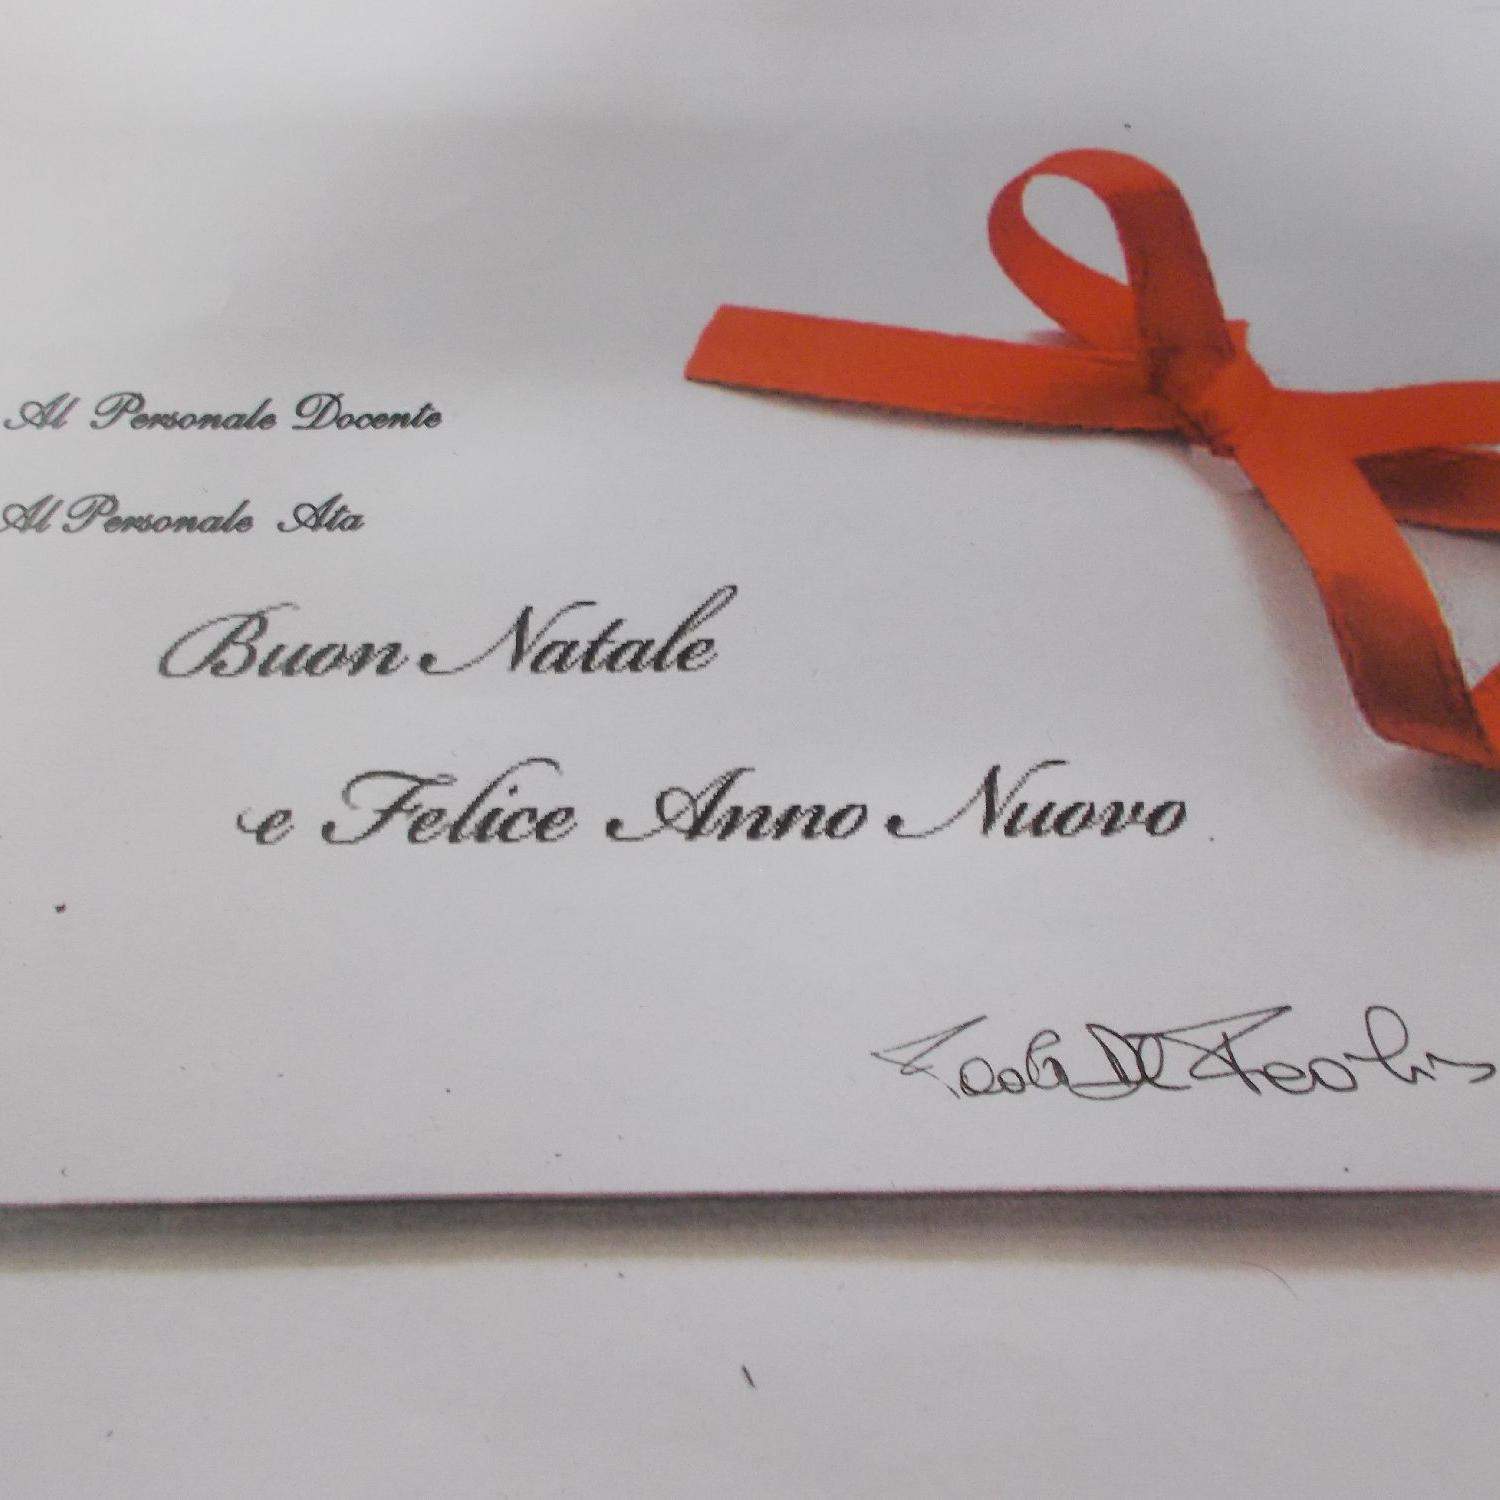 Al Personale Docente
Al Personale Ata
Buon Natale
e Felice Anno Nuovo